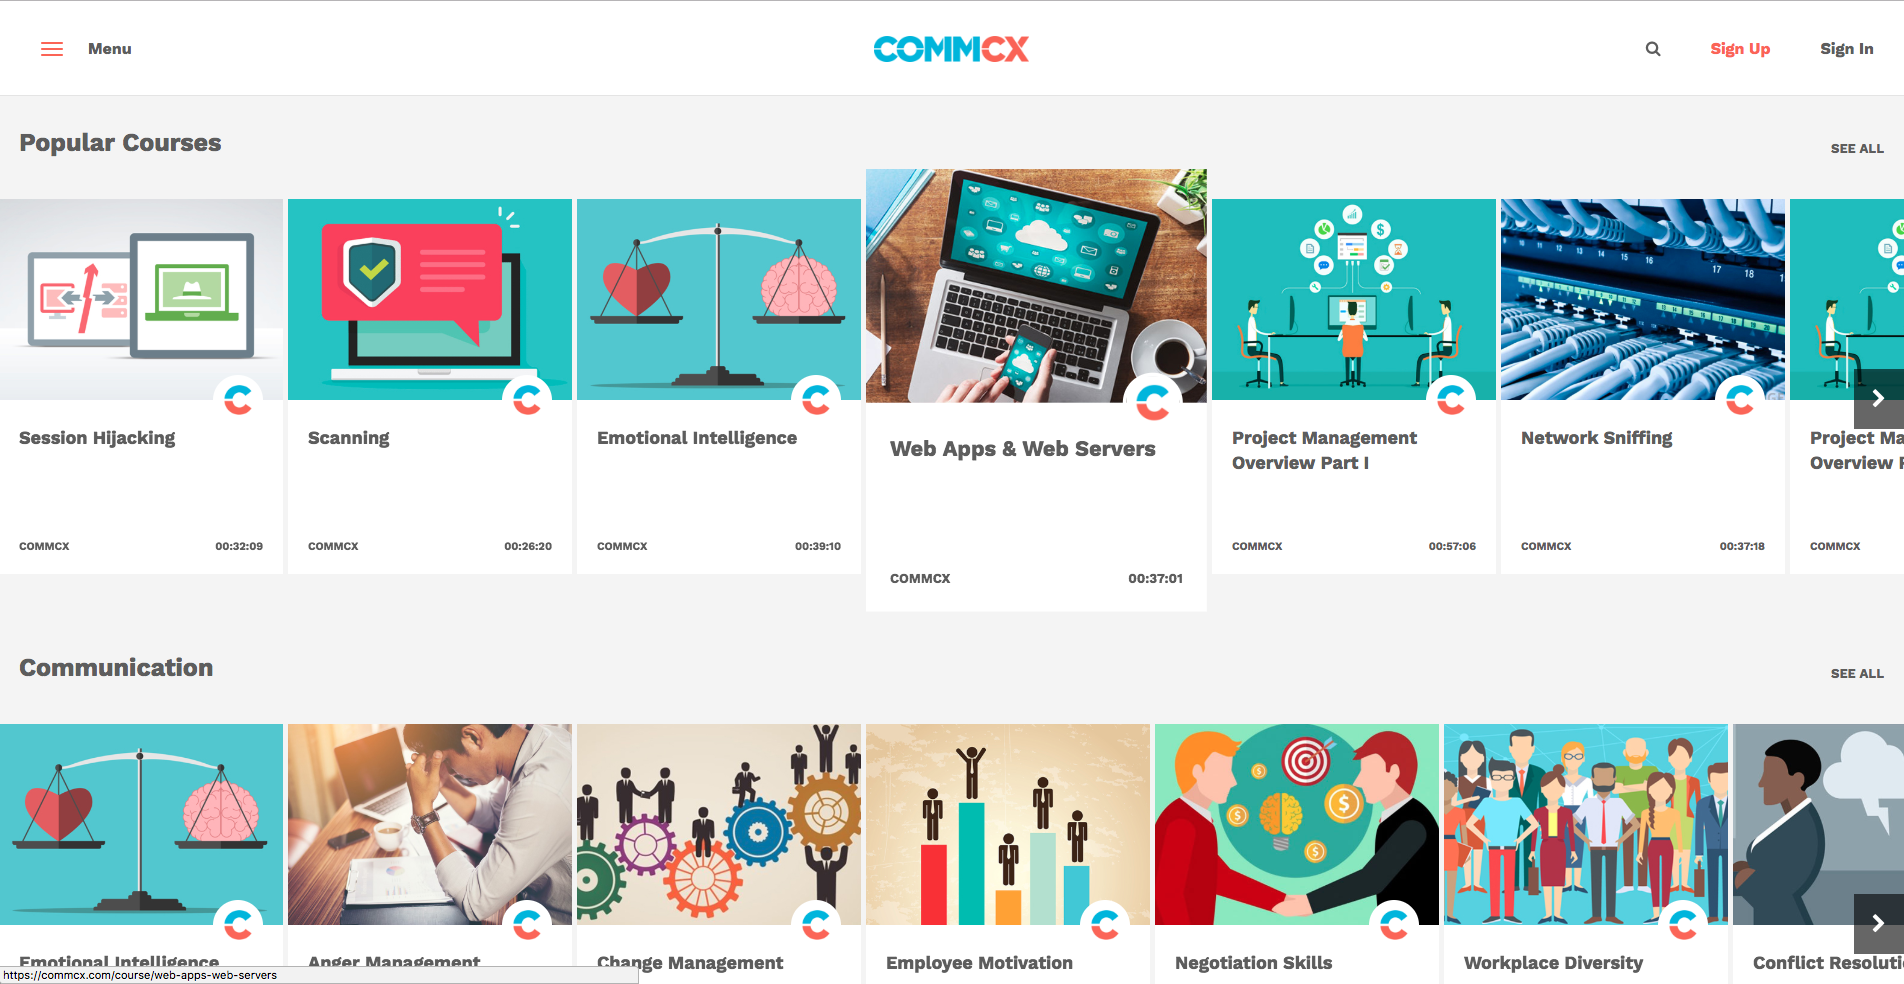 Menu
COMMCX
Sign Up
Sign In
Popular Courses
SEE ALL
Session Hijacking
COMMCX 00:32:09
Scanning
COMMCX 00:26:20
Emotional Intelligence
COMMCX 00:39:10
Web Apps & Web Servers
COMMCX 00:37:01
Project Management
Overview Part I
COMMCX 00:57:06
Network Sniffing
COMMCX 00:37:18
Project Ma
Overview
COMMCX
Communication
SEE ALL
Emotional Intelligence
Anger Management
Change Management
Employee Motivation
Negotiation Skills
Workplace Diversity
Conflict Resoluti
https://commcx.com/course/web-apps-web-servers